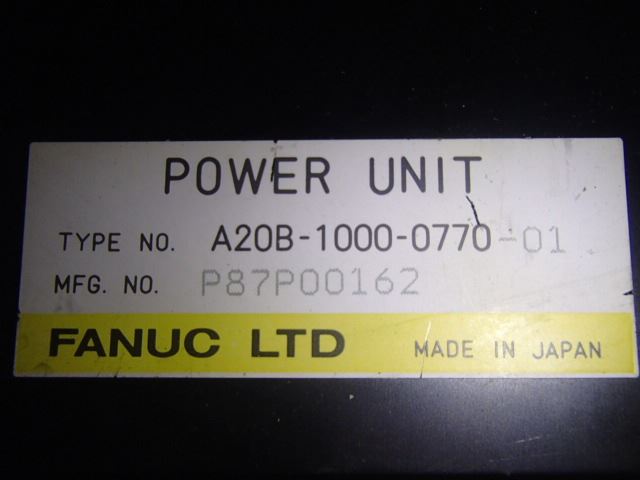 POWER UNIT
TYPE NO. A20B-1000-0770-01
MFG. NO. P87P00162
FANUC LTD MADE IN JAPAN